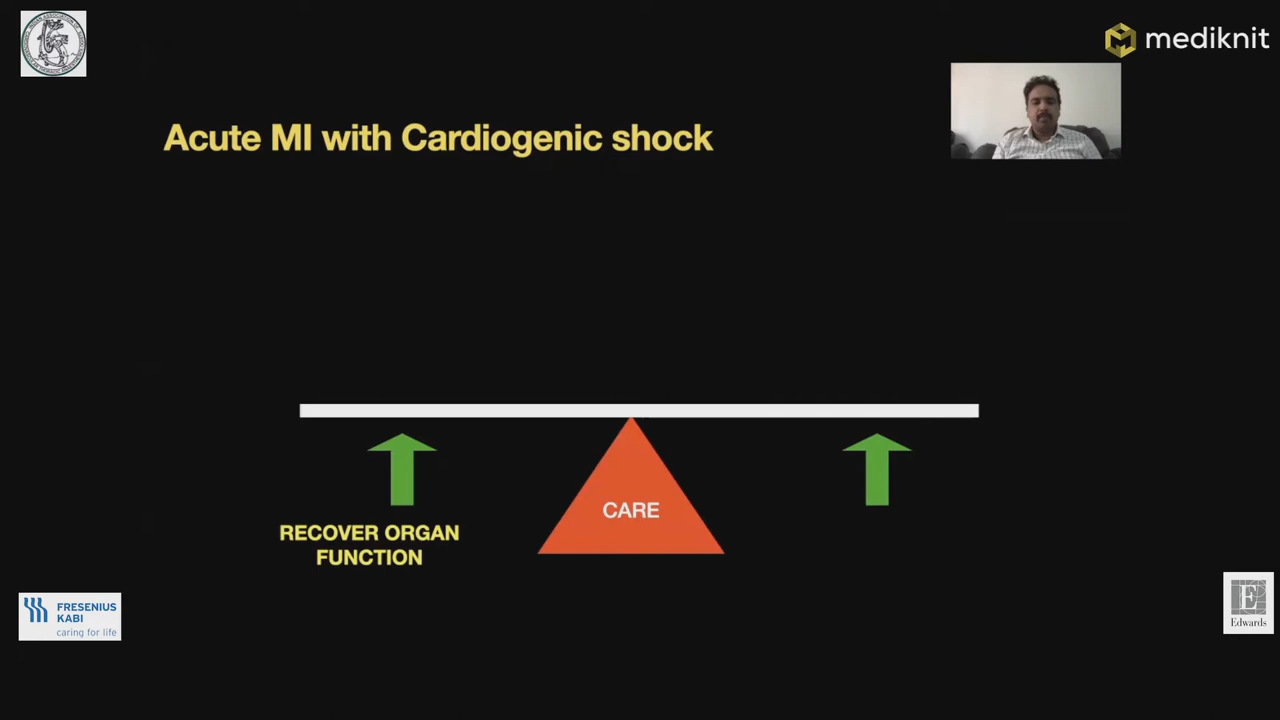 mediknit
Acute MI with Cardiogenic shock
CARE
RECOVER ORGAN
FUNCTION
FRESENIUS
KABI
caring for life
E
Edwards